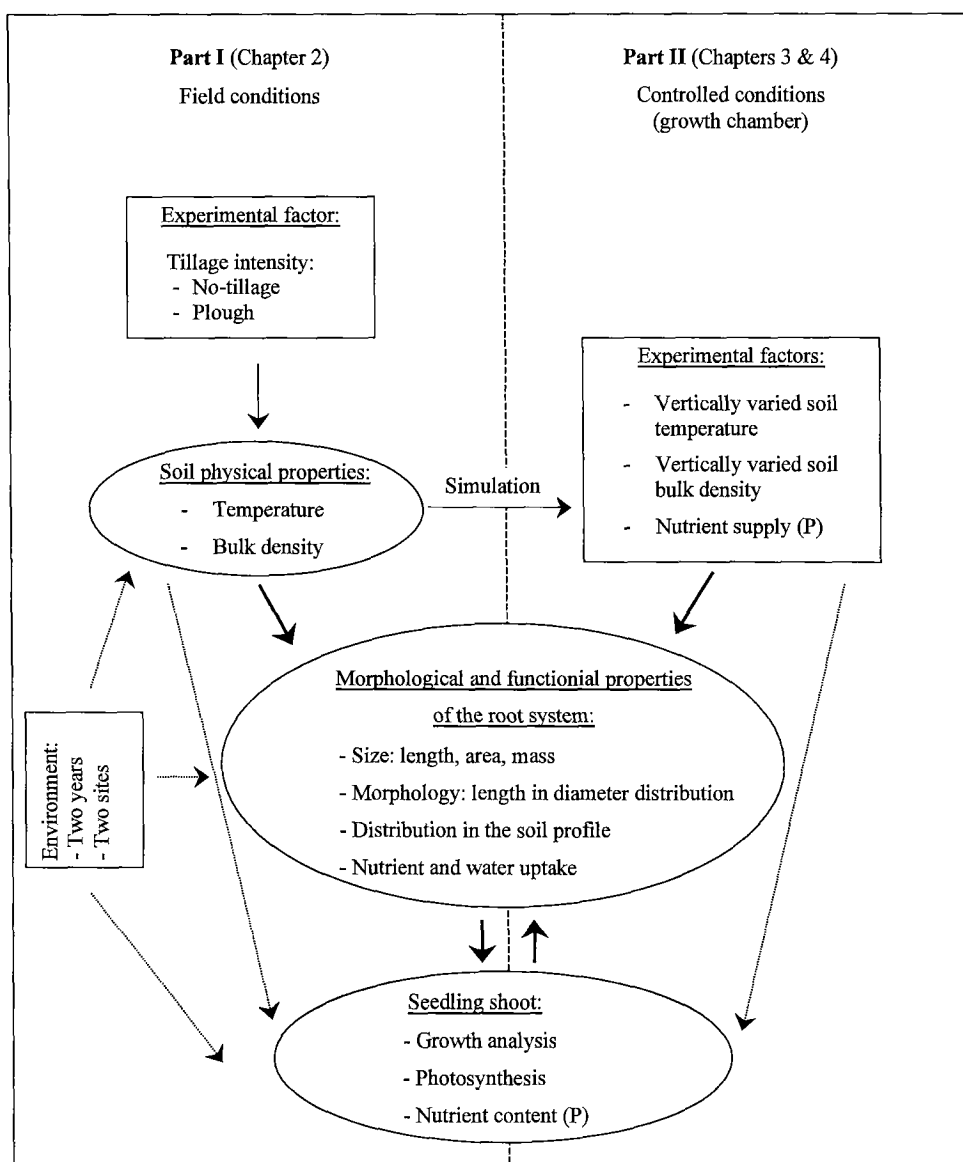 Part I (Chapter 2)
Field conditions
Part II (Chapters 3 & 4)
Controlled conditions
(growth chamber)
Experimental factor:
Tillage intensity:
- No-tillage
- Plough
Experimental factors:
- Vertically varied soil
temperature
- Vertically varied soil
bulk density
- Nutrient supply (P)
Soil physical properties:
- Temperature
- Bulk density
Simulation
Environment:
- Two years
- Two sites
Morphological and functionial properties
of the root system:
- Size: length, area, mass
- Morphology: length in diameter distribution
- Distribution in the soil profile
- Nutrient and water uptake
Seedling shoot:
- Growth analysis
- Photosynthesis
- Nutrient content (P)